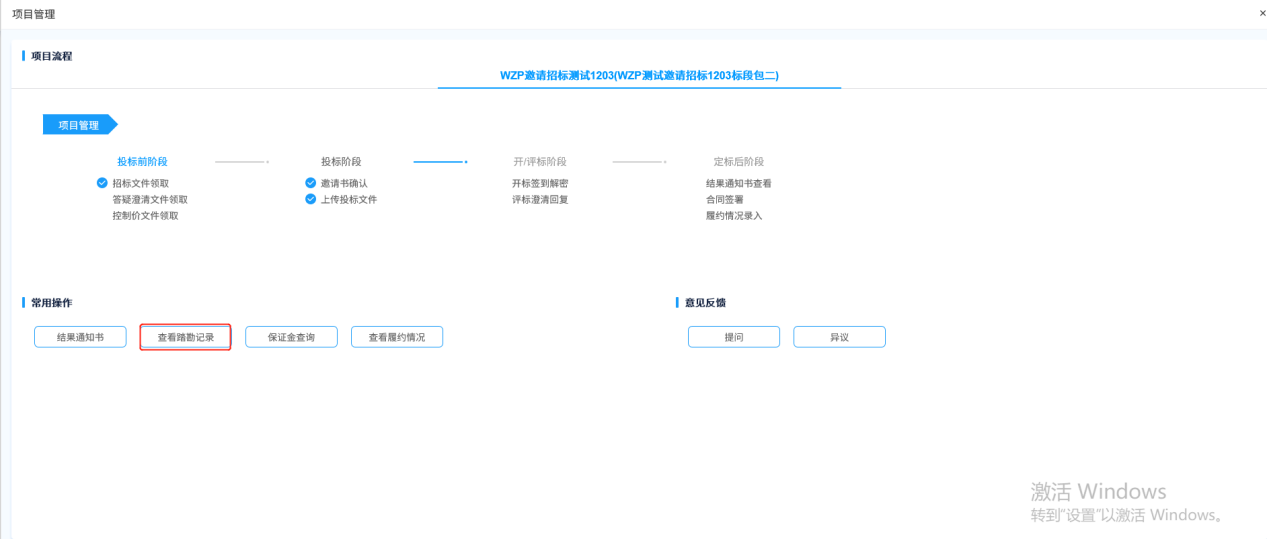 项目管理
×
项目流程
WZP邀请招标测试1203(WZP测试邀请招标1203标段包二)
项目管理
投标前阶段
招标文件领取
答疑澄清文件领取
控制价文件领取
投标阶段
邀请书确认
上传投标文件
开/评标阶段
开标签到解密
评标澄清回复
定标后阶段
结果通知书查看
合同签署
履约情况录入
常用操作
结果通知书
查看踏勘记录
保证金查询
查看履约情况
意见反馈
提问
异议
激活 Windows
转到"设置"以激活 Windows。